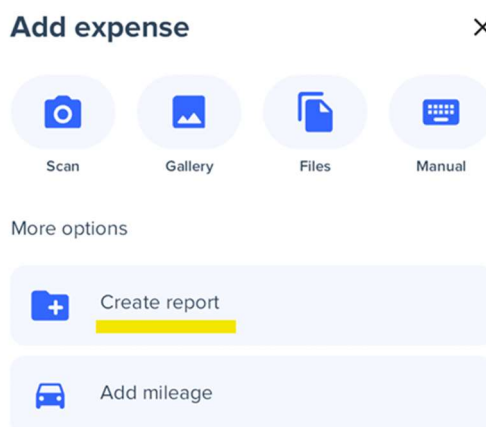 Add expense
Scan Gallery Files Manual
More options
Create report
Add mileage